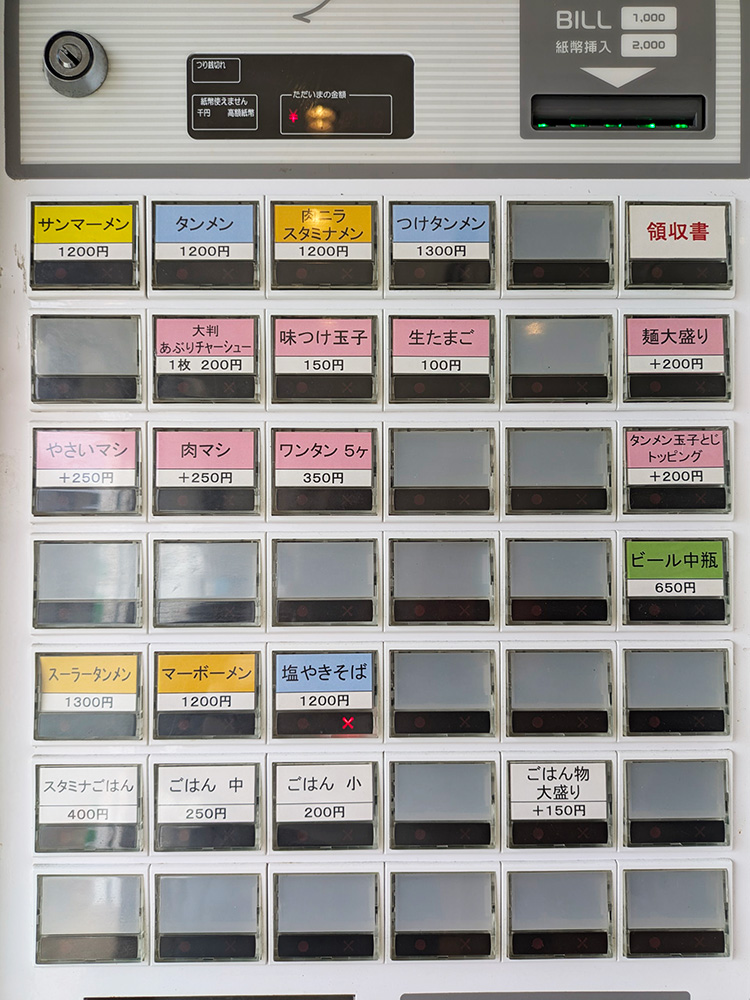 BILL
1,000
紙幣挿入
2,000
つり銭切れ
紙幣使えません
千円 高額紙幣
ただいまの金額
¥
サンマーメン
1200円
タンメン
1200円
肉ニラ
スタミナメン
1200円
つけタンメン
1300円
領収書
大判
あぶりチャーシュー
1枚 200円
味つけ玉子
150円
生たまご
100円
麺大盛り
+200円
やさいマシ
+250円
肉マシ
+250円
ワンタン 5ヶ
350円
タンメン玉子とじ
トッピング
+200円
ビール中瓶
650円
スーラータンメン
1300円
マーボーメン
1200円
塩やきそば
1200円
×
スタミナごはん
400円
ごはん 中
250円
ごはん 小
200円
ごはん物
大盛り
+150円